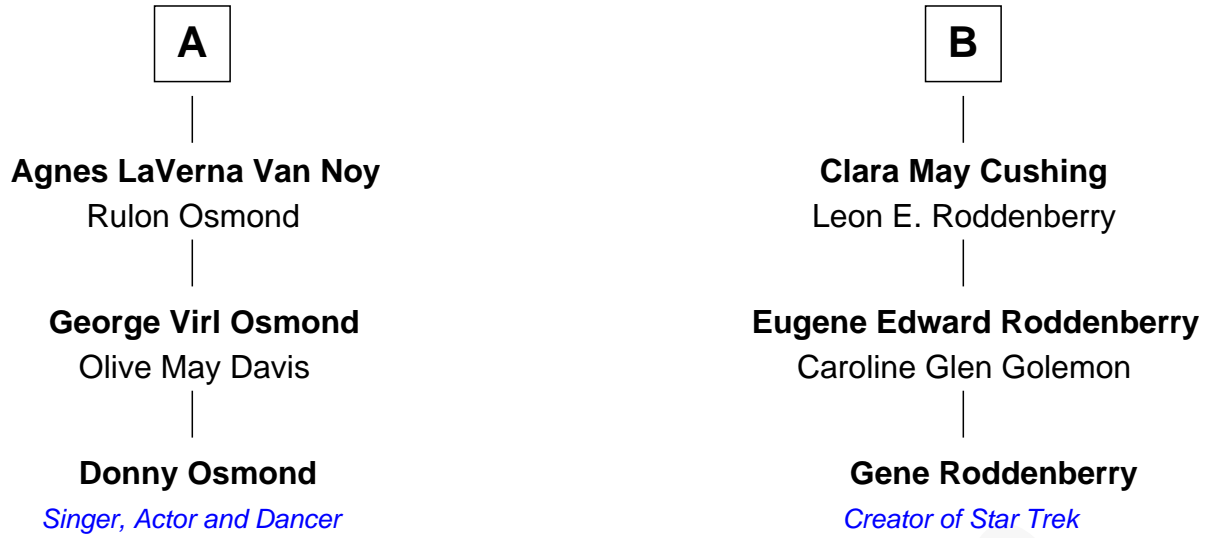 A
B
Agnes LaVerna Van Noy
Rulon Osmond
Clara May Cushing
Leon E. Roddenberry
George Virl Osmond
Olive May Davis
Eugene Edward Roddenberry
Caroline Glen Golemon
Donny Osmond
Singer, Actor and Dancer
Gene Roddenberry
Creator of Star Trek